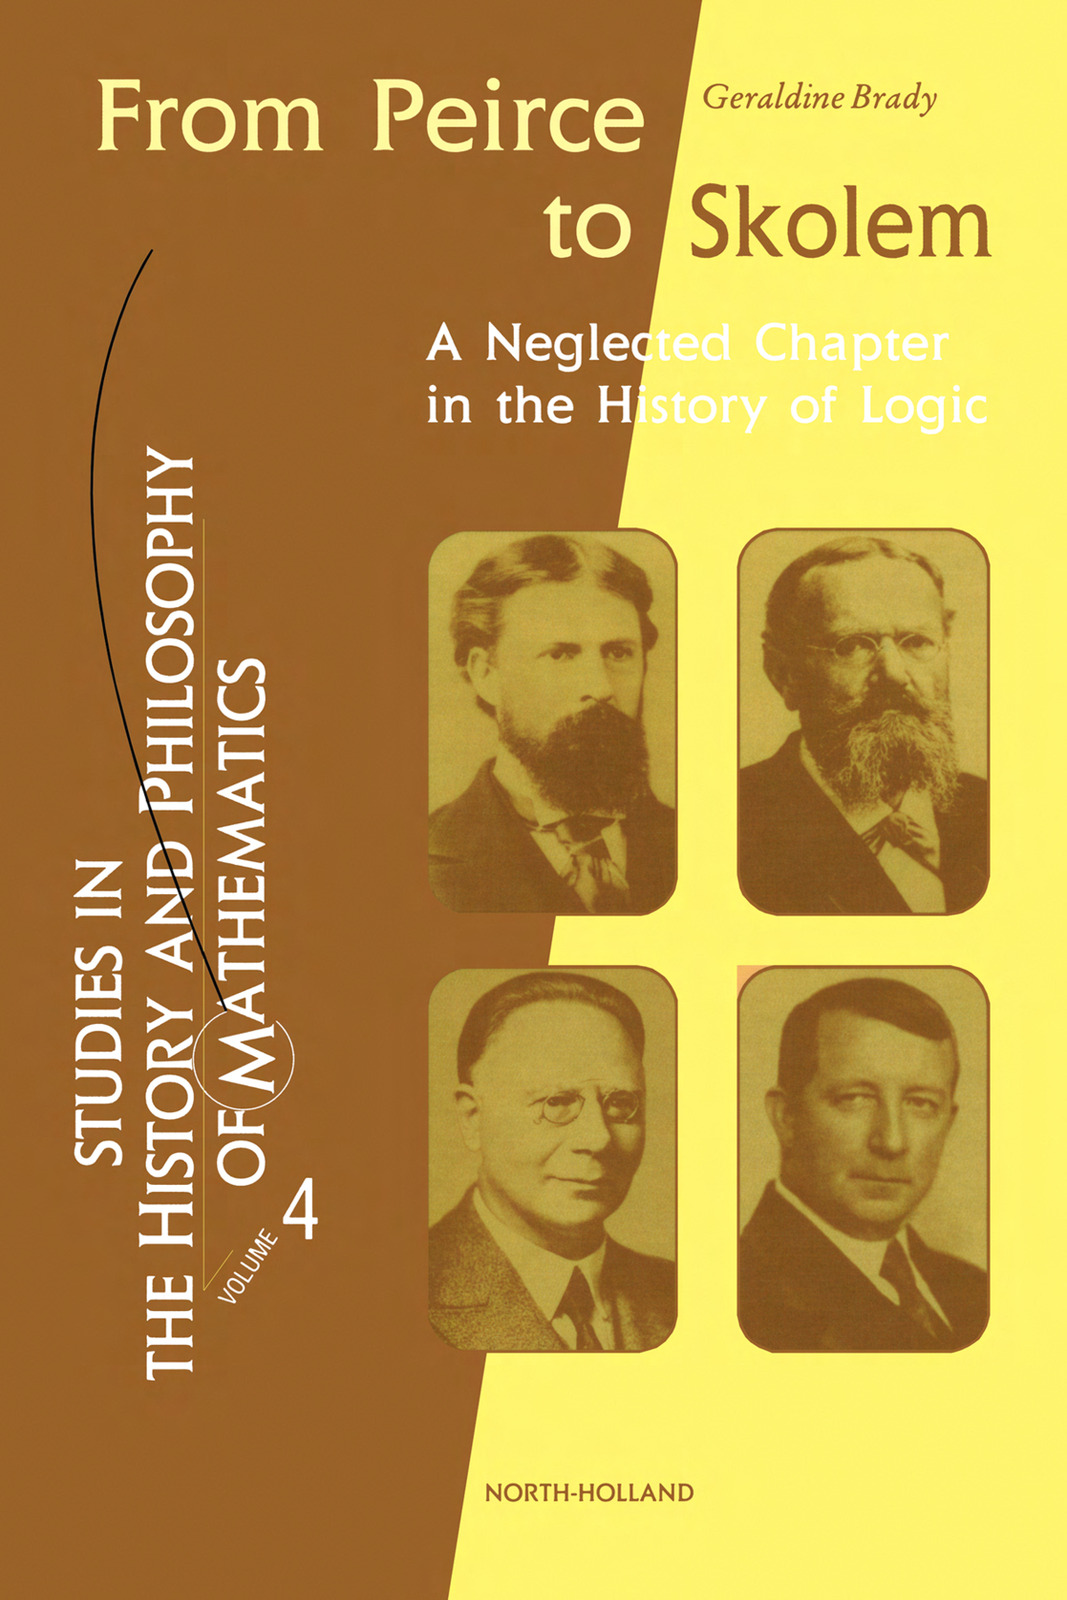 From Peirce
Geraldine Brady
to Skolem
A Neglected Chapter
in the History of Logic
STUDIES IN
THE HISTORY AND PHILOSOPHY
OF MATHEMATICS
VOLUME 4
NORTH-HOLLAND